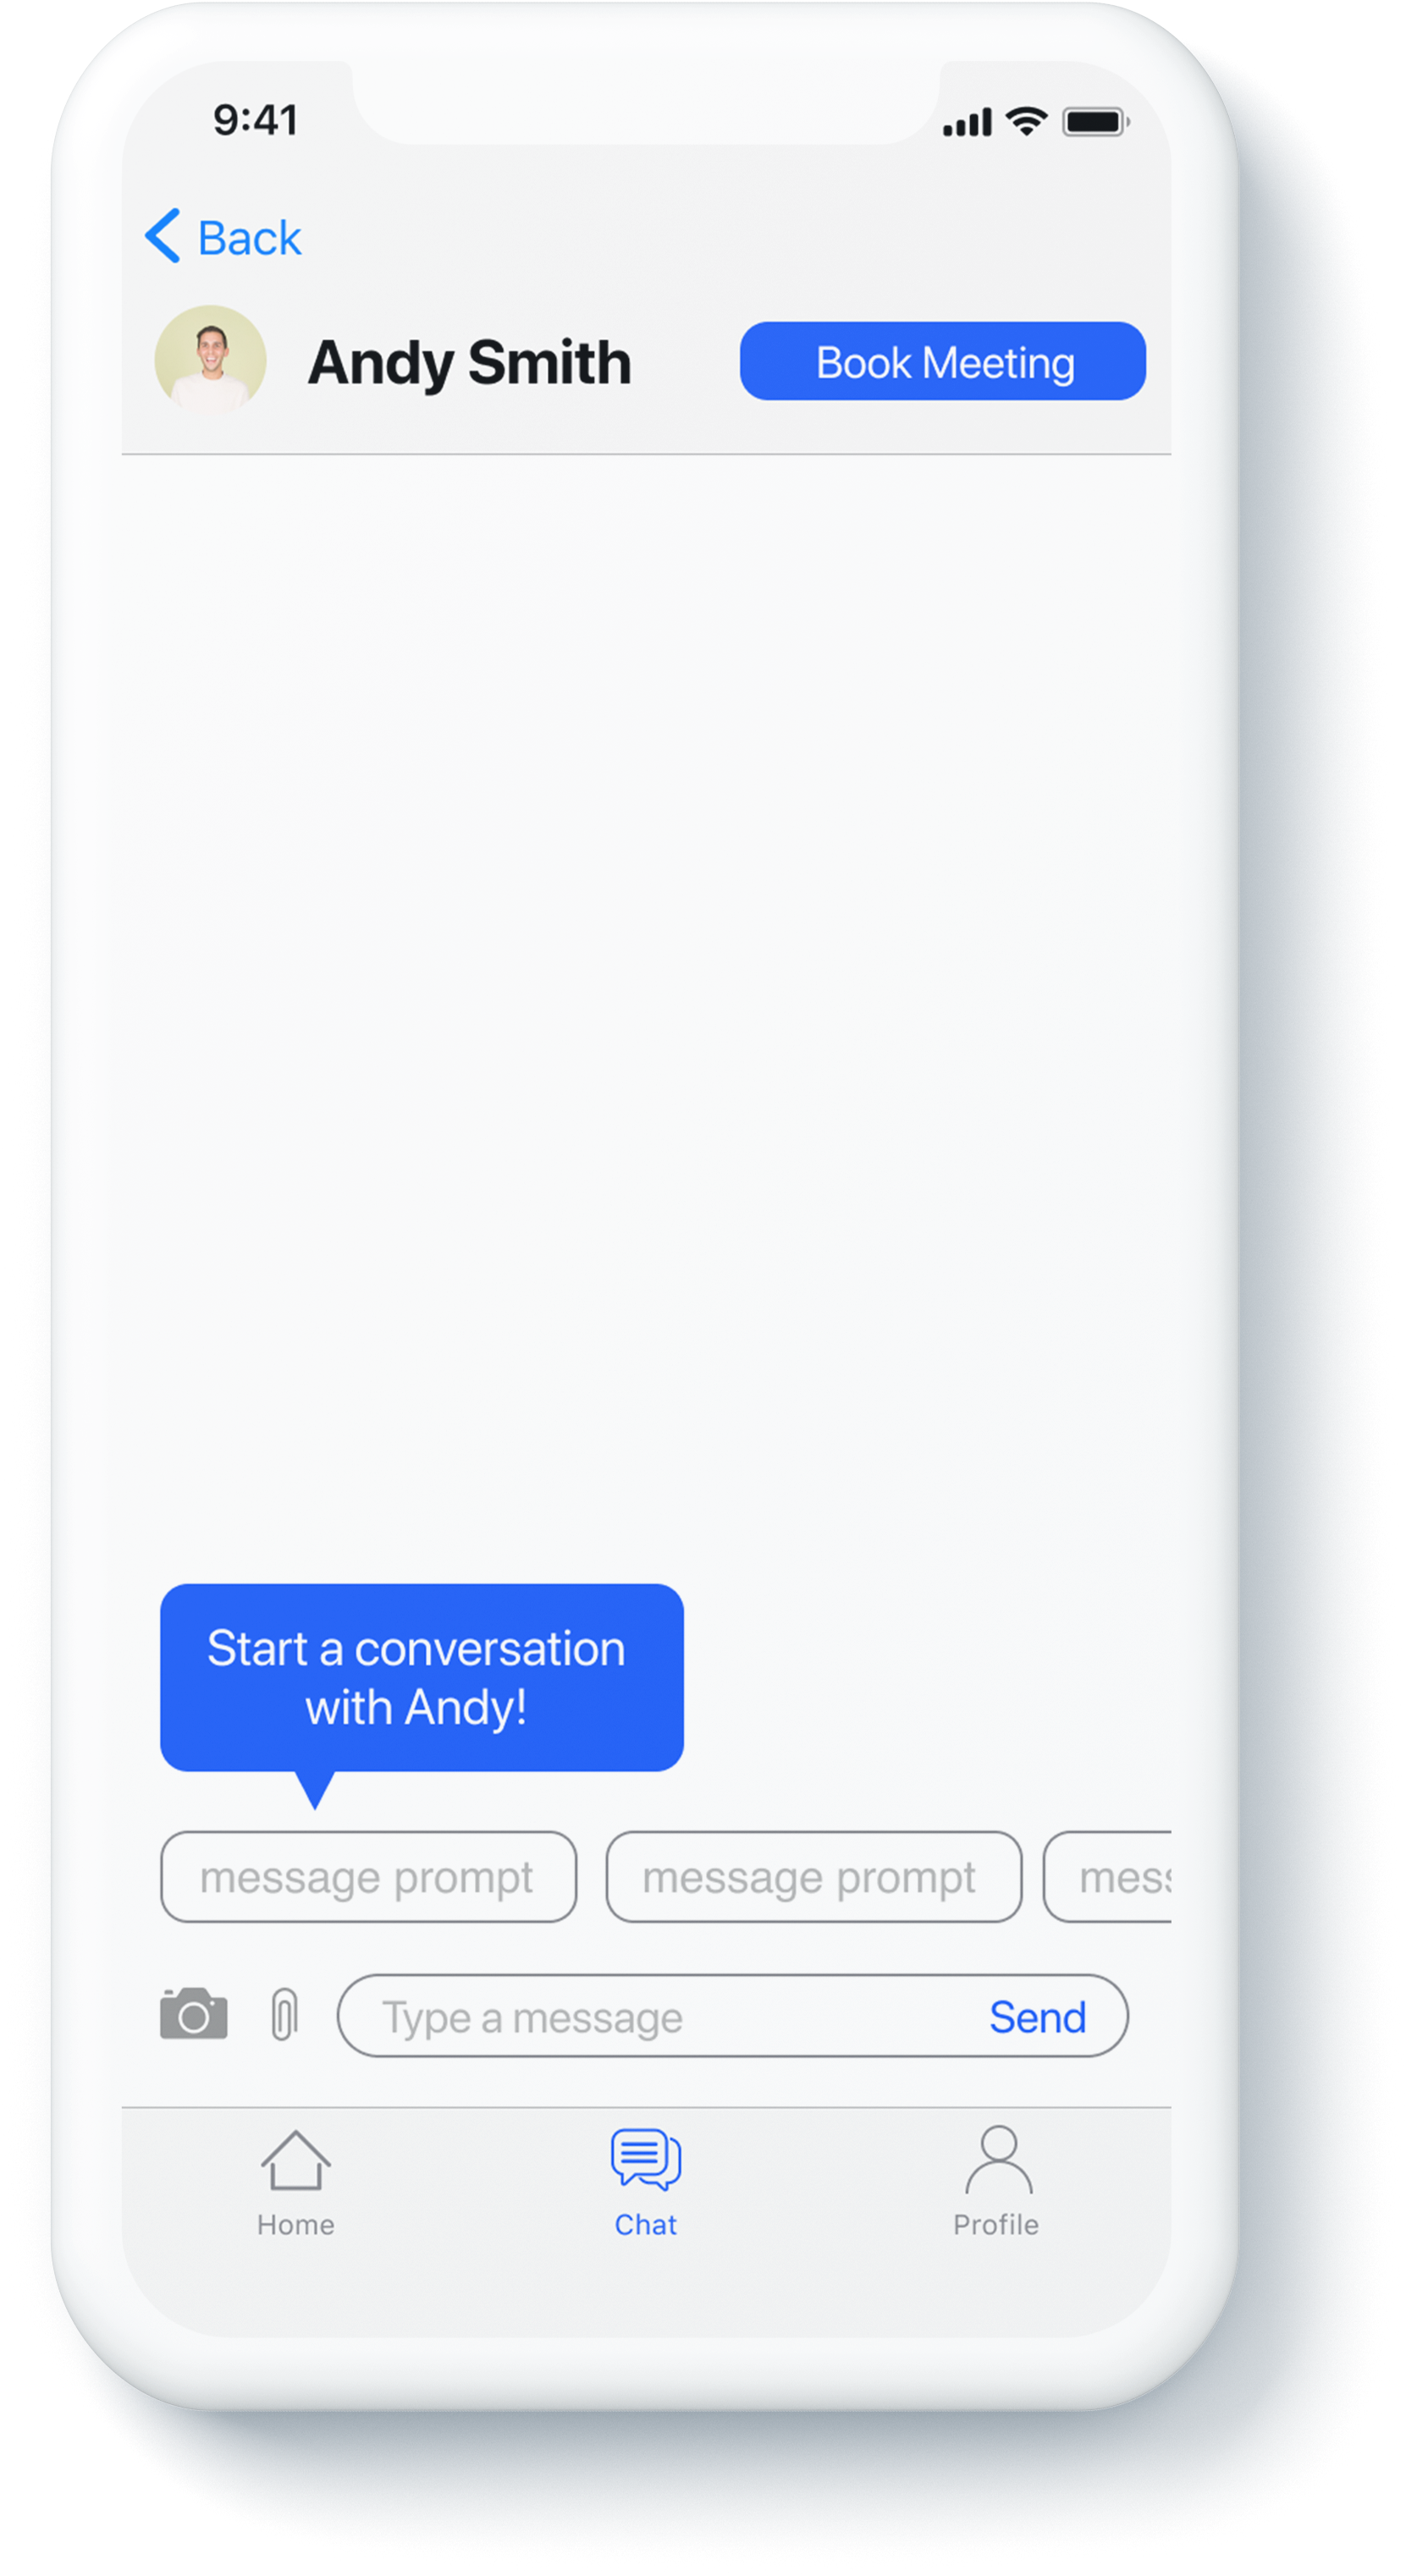 9:41
Back
Andy Smith
Book Meeting
Start a conversation
with Andy!
message prompt
message prompt
mess
Type a message
Send
Home
Chat
Profile